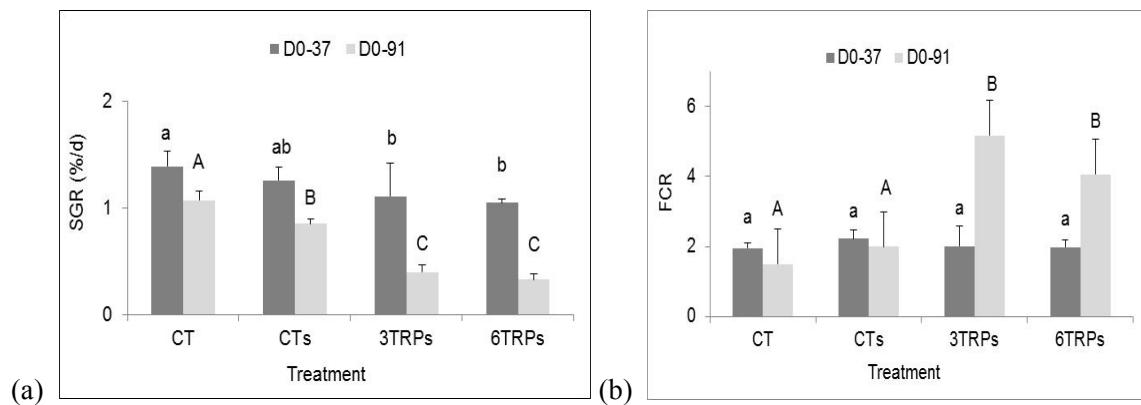 D0-37 D0-91
2
1
0
SGR (%/d)
a
A
ab
B
b
C
b
C
CT CTs 3TRPs 6TRPs
Treatment
(a)
D0-37 D0-91
6
4
2
0
FCR
a
A
a
A
a
B
a
B
CT CTs 3TRPs 6TRPs
Treatment
(b)